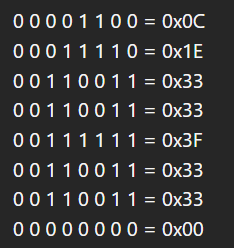 0 0 0 0 1 1 0 0 = 0x0C
0 0 0 1 1 1 1 0 = 0x1E
0 0 1 1 0 0 1 1 = 0x33
0 0 1 1 0 0 1 1 = 0x33
0 0 1 1 1 1 1 1 = 0x3F
0 0 1 1 0 0 1 1 = 0x33
0 0 1 1 0 0 1 1 = 0x33
0 0 0 0 0 0 0 0 = 0x00